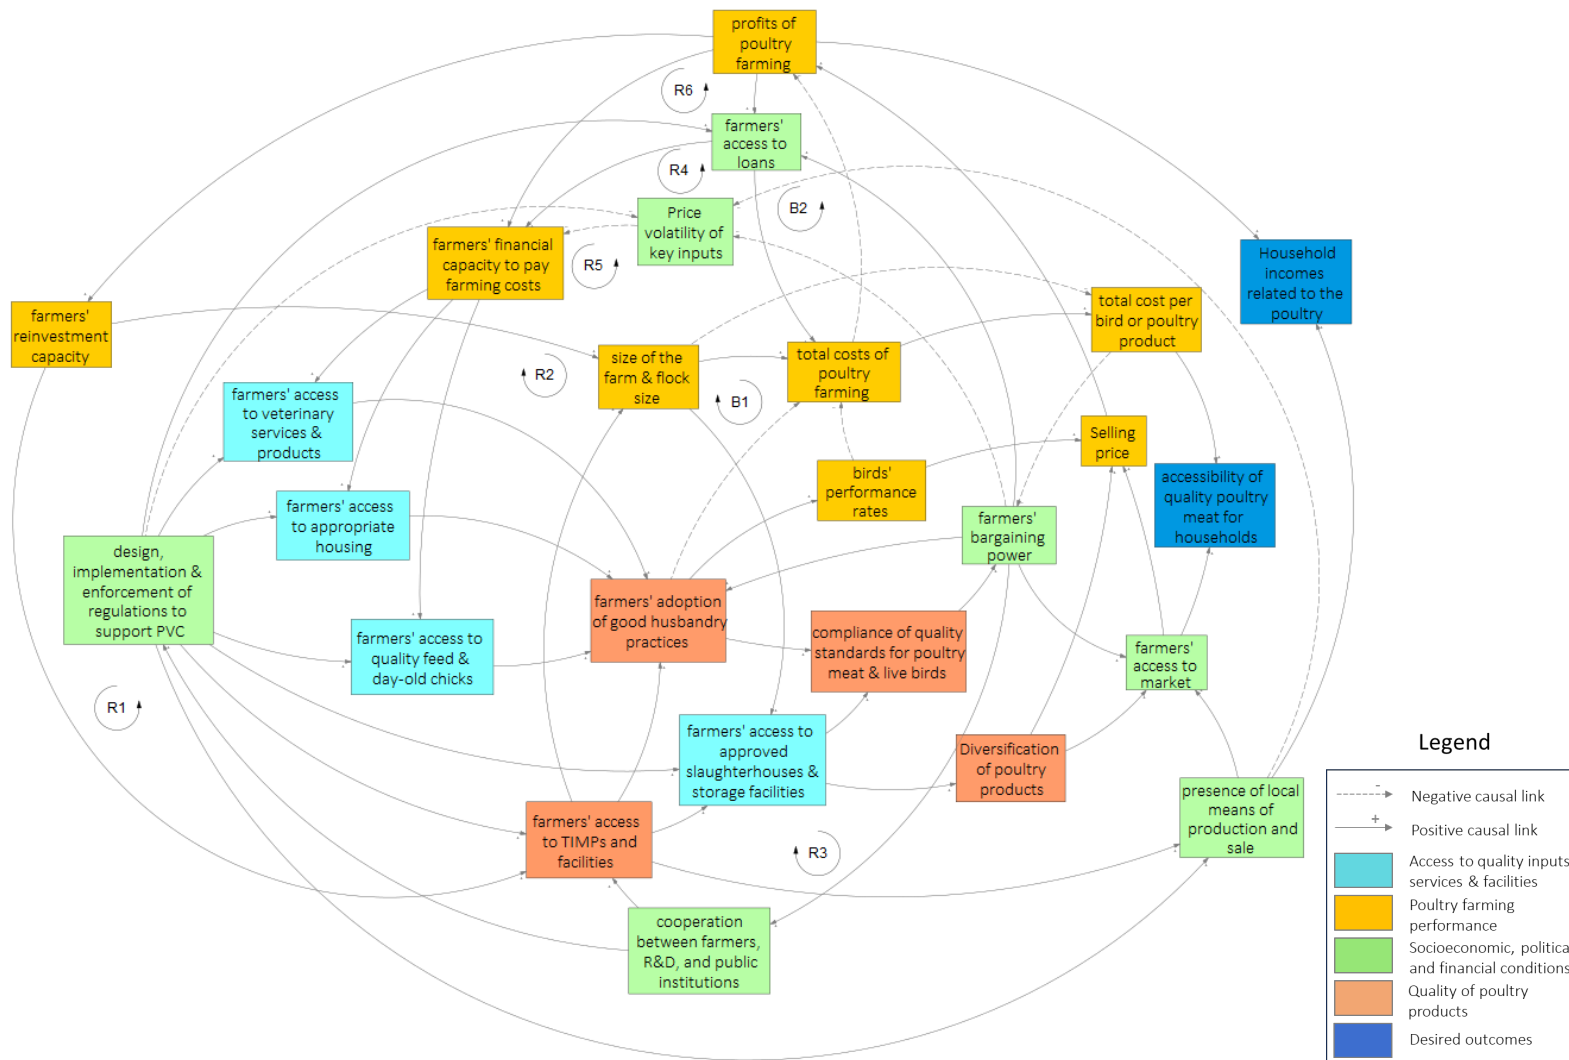 profits of
poultry
farming
R6
farmers'
access to
loans
R4
B2
Price
volatility of
key inputs
farmers' financial
capacity to pay
farming costs
R5
Household
incomes
related to the
poultry
total cost per
bird or poultry
product
farmers'
reinvestment
capacity
size of the
farm & flock
size
total costs of
poultry
farming
R2
B1
farmers' access
to veterinary
services &
products
Selling
price
birds'
performance
rates
accessibility of
quality poultry
meat for
households
farmers' access
to appropriate
housing
farmers'
bargaining
power
design,
implementation &
enforcement of
regulations to
support PVC
farmers' adoption
of good husbandry
practices
compliance of quality
standards for poultry
meat & live birds
farmers' access to
quality feed &
day-old chicks
farmers'
access to
market
R1
farmers' access to
approved
slaughterhouses &
storage facilities
Diversification
of poultry
products
presence of local
means of
production and
sale
farmers' access
to TIMPs and
facilities
R3
cooperation
between farmers,
R&D, and public
institutions
Legend
- Negative causal link
+ Positive causal link
Access to quality inputs
services & facilities
Poultry farming
performance
Socioeconomic, politica
and financial conditions
Quality of poultry
products
Desired outcomes